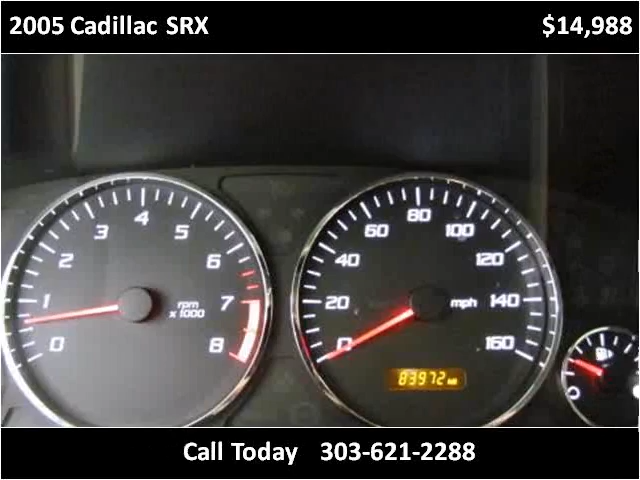 2005 Cadillac SRX $14,988
0 1 2 3 4 5 6 7 8
rpm
x 1000
0 20 40 60 80 100 120 140 160
mph
83972
Call Today 303-621-2288